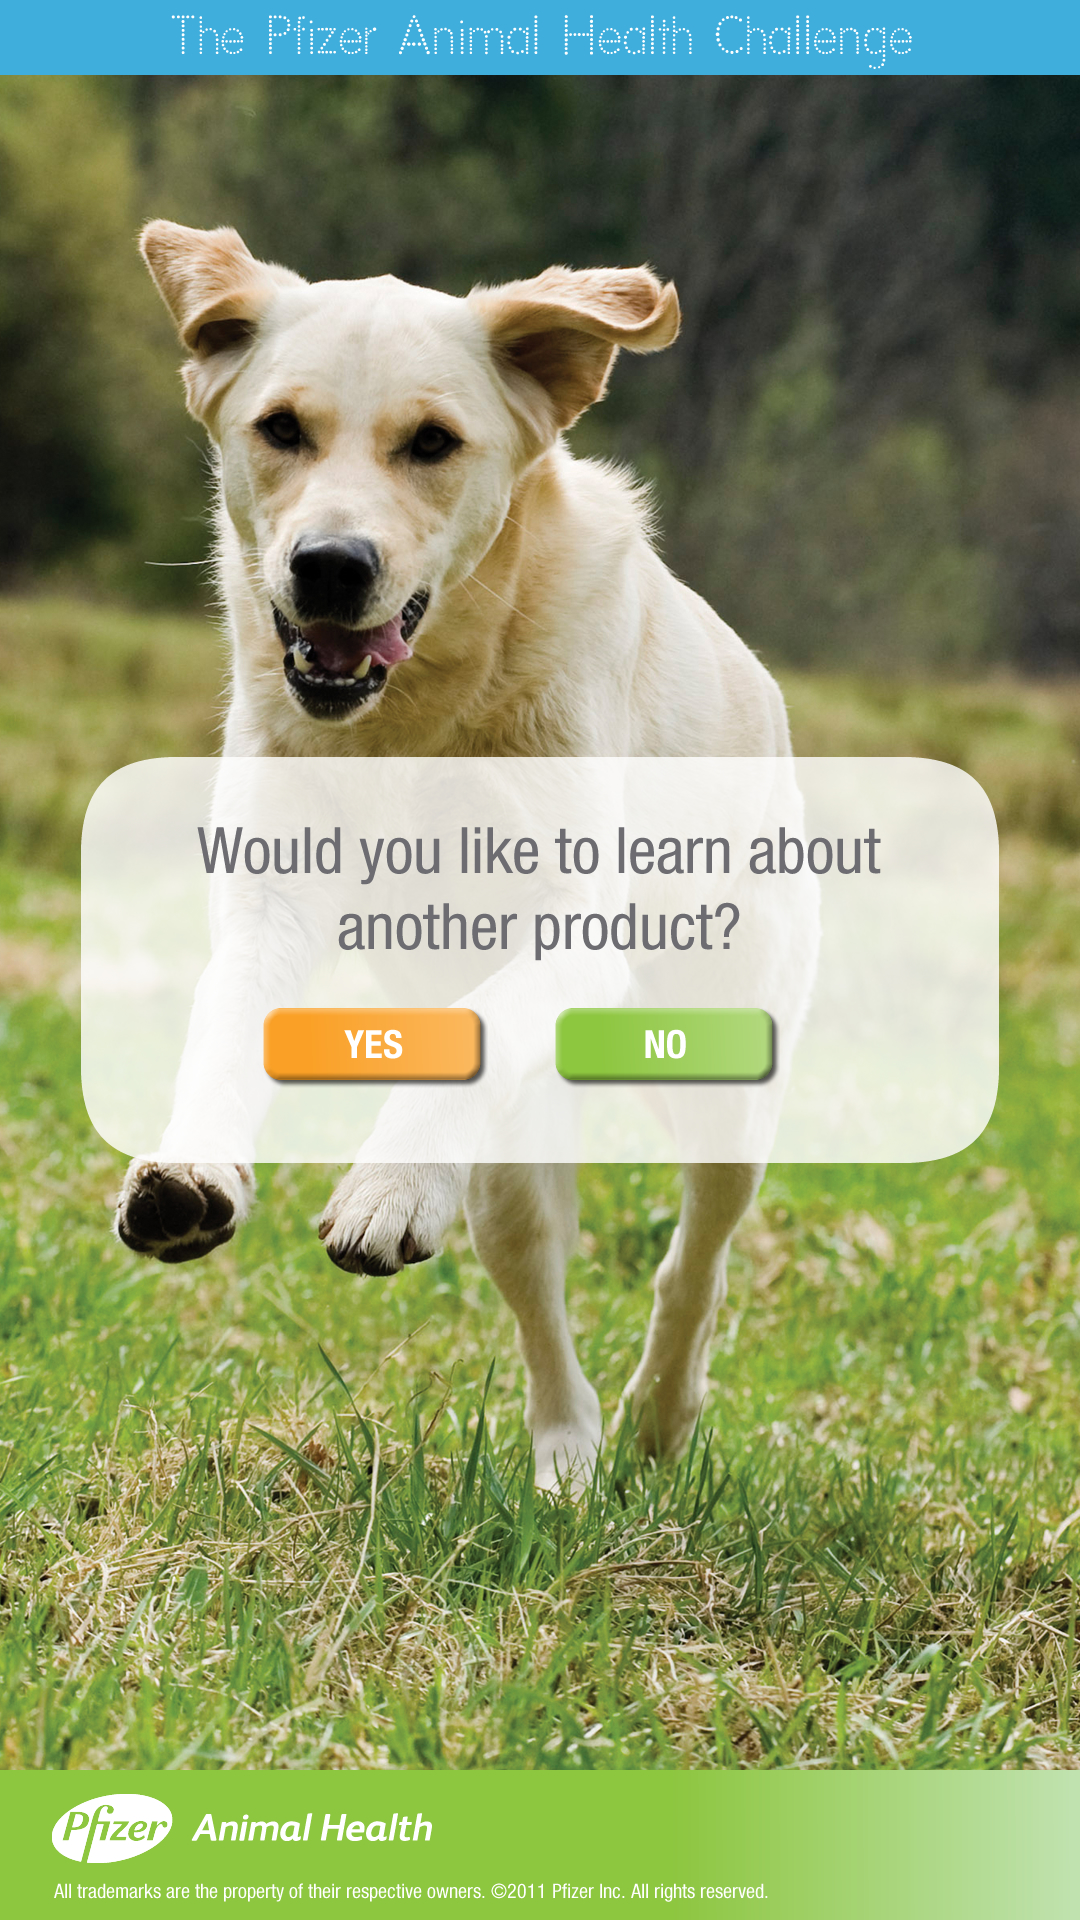 The Pfizer Animal Health Challenge
Would you like to learn about
another product?
YES NO
Pfizer Animal Health
All trademarks are the property of their respective owners. ©2011 Pfizer Inc. All rights reserved.